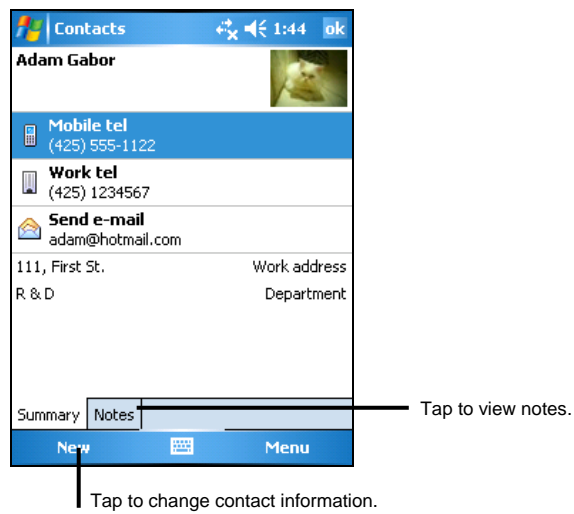 Contacts 1:44 ok
Adam Gabor
Mobile tel
(425) 555-1122
Work tel
(425) 1234567
Send e-mail
adam@hotmail.com
111, First St. Work address
R & D Department
Summary Notes
Tap to view notes.
New Menu
Tap to change contact information.